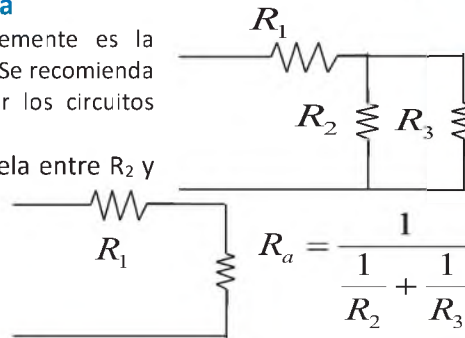 a
emente es la
Se recomienda
r los circuitos
ela entre R₂ y
R₁
R₂ R₃
R₁
Rₐ = 1 / (1/R₂ + 1/R₃)